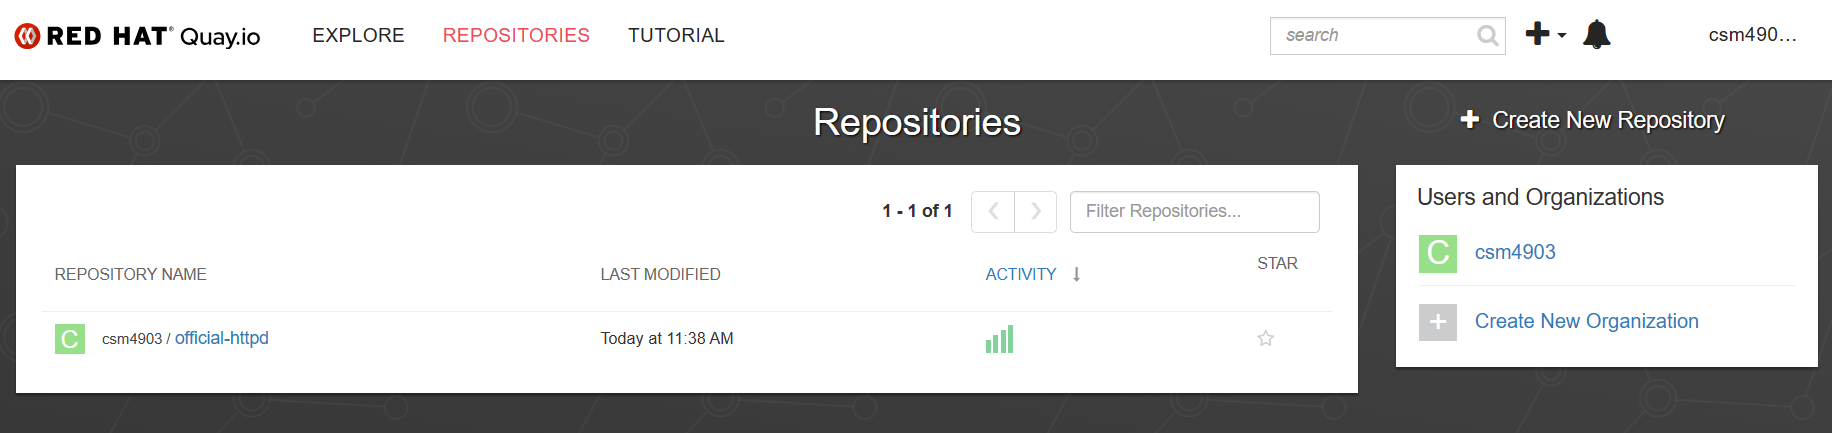 RED HAT® Quay.io EXPLORE REPOSITORIES TUTORIAL search csm490...
Repositories
+ Create New Repository
1 - 1 of 1 Filter Repositories...
REPOSITORY NAME LAST MODIFIED ACTIVITY STAR
C csm4903 / official-httpd Today at 11:38 AM
Users and Organizations
C csm4903
+ Create New Organization